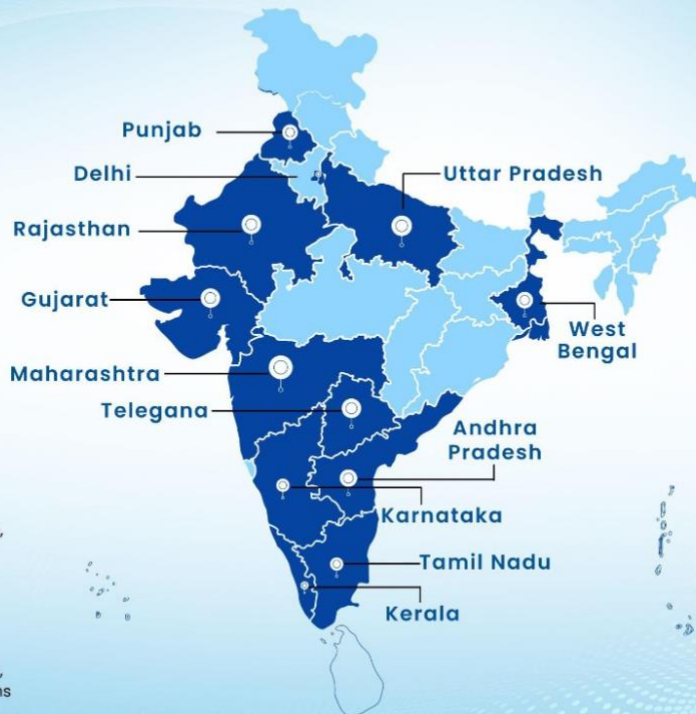 Punjab
Delhi
Uttar Pradesh
Rajasthan
Gujarat
West
Bengal
Maharashtra
Telegana
Andhra
Pradesh
Karnataka
Tamil Nadu
Kerala